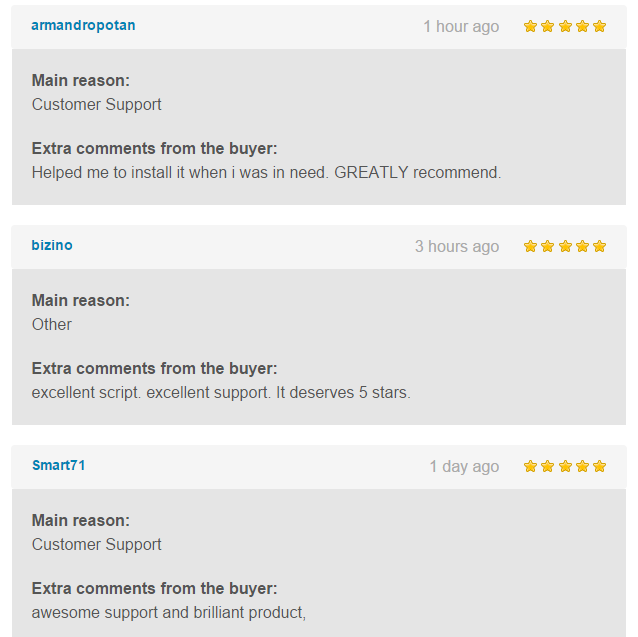 armandropotan 1 hour ago
Main reason:
Customer Support
Extra comments from the buyer:
Helped me to install it when i was in need. GREATLY recommend.
bizino 3 hours ago
Main reason:
Other
Extra comments from the buyer:
excellent script. excellent support. It deserves 5 stars.
Smart71 1 day ago
Main reason:
Customer Support
Extra comments from the buyer:
awesome support and brilliant product,